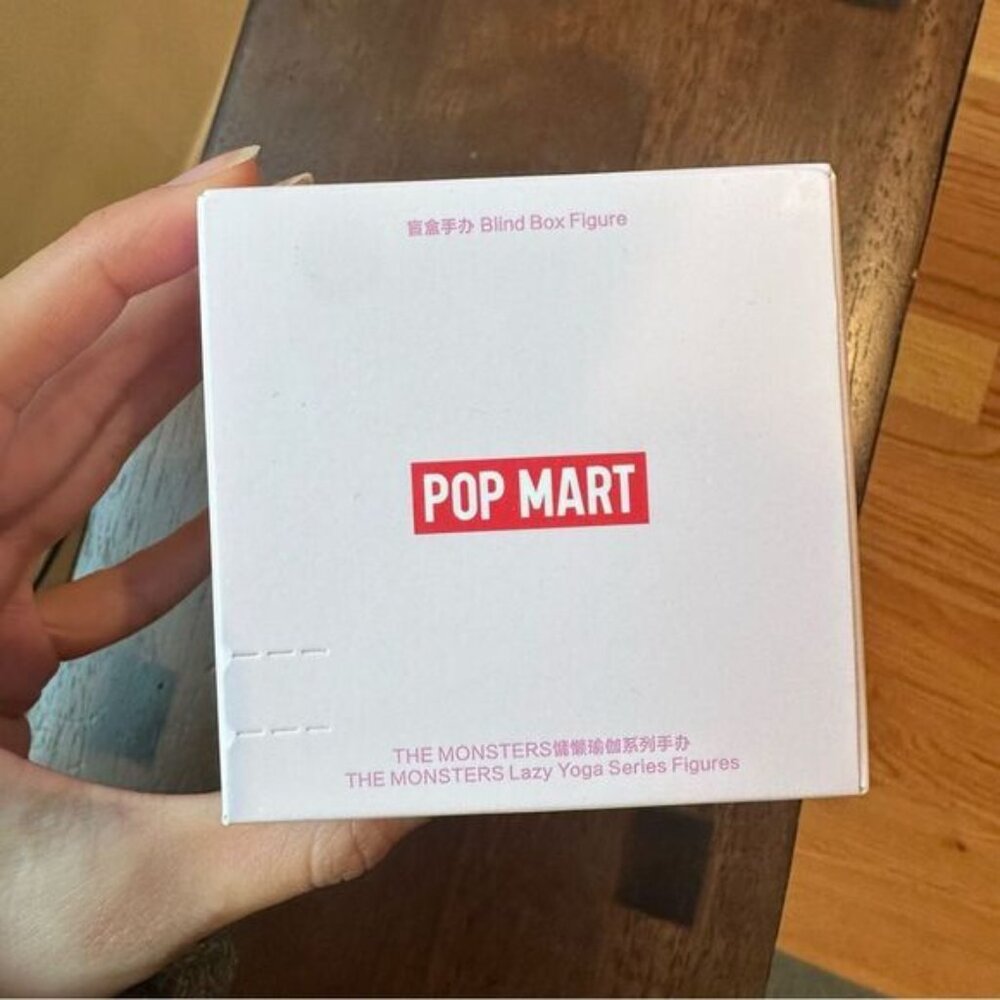 盲盒手办 Blind Box Figure
POP MART
THE MONSTERS慵懒瑜伽系列手办
THE MONSTERS Lazy Yoga Series Figures